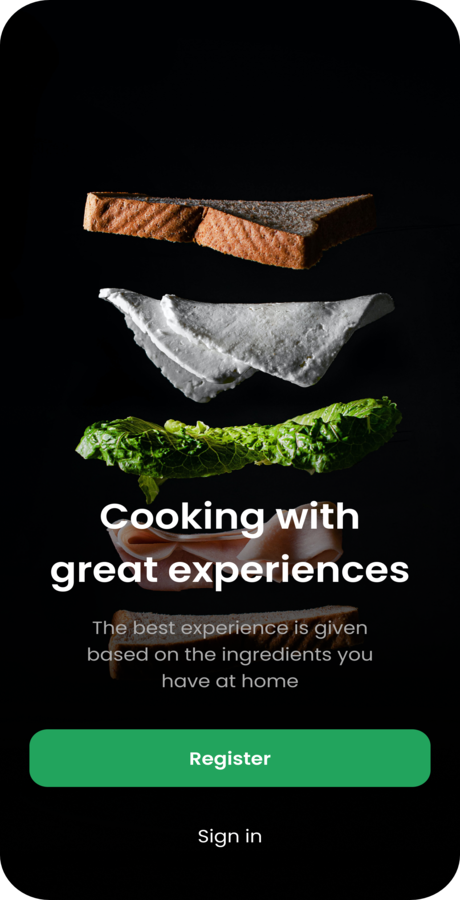 Cooking with
great experiences
The best experience is given
based on the ingredients you
have at home
Register
Sign in